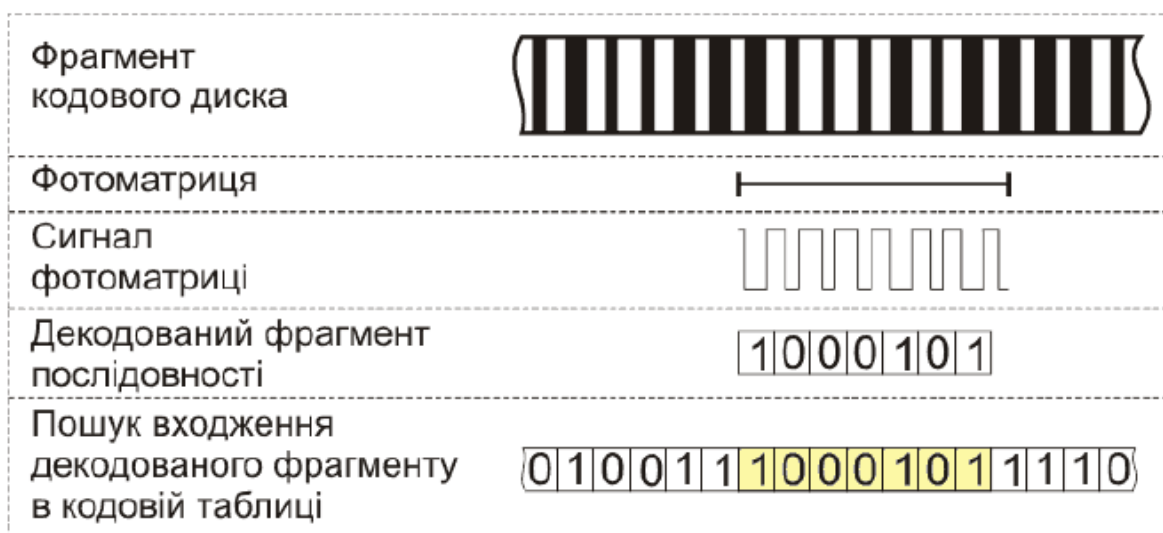 Фрагмент
кодового диска
Фотоматриця
Сигнал
фотоматриці
Декодований фрагмент
послідовності
1000101
Пошук входження
декодованого фрагменту
в кодовій таблиці
01001110001011110